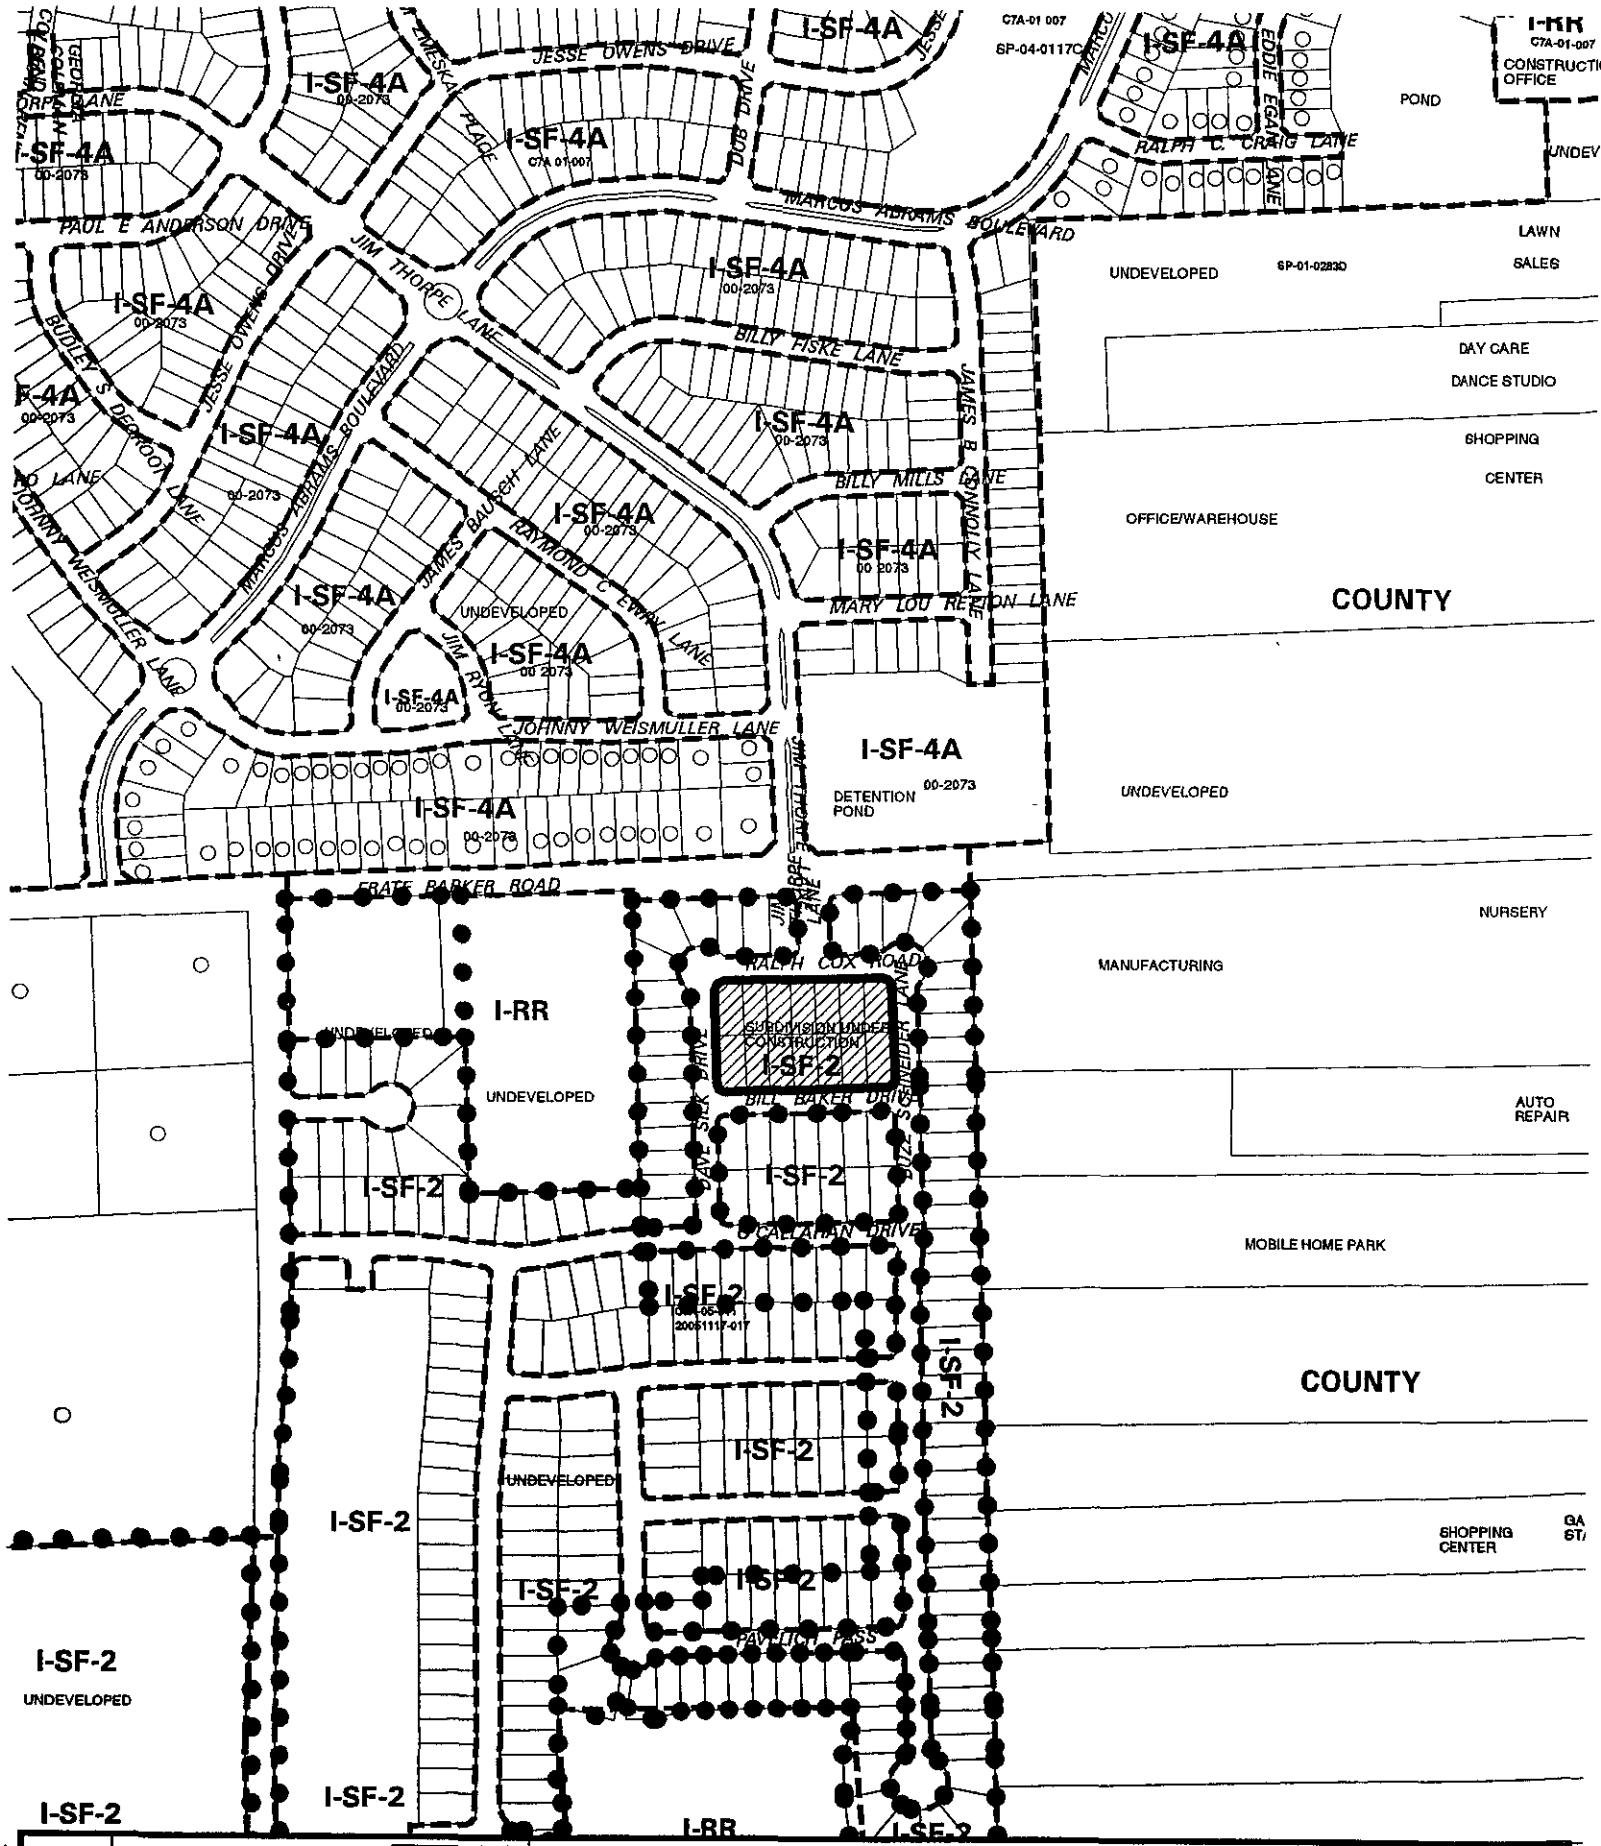 I-SF-4A
C7A-01 007
SP-04-0117C
I-SF-4A
I-RR
C7A-01-007
OFFICE
POND
JESSE OWENS DRIVE
DUB DRIVE
PLACE
EDDIE EGAN LANE
RALPH C. CRAIG LANE
I-SF-4A
00-2073
I-SF-4A
C7A 01-007
I-SF-4A
00-2073
PAUL E ANDERSON DRIVE
JIM THORPE LANE
MARCUS ABRAMS BOULEVARD
LAWN
SALES
UNDEVELOPED
SP-01-0283D
I-SF-4A
00-2073
I-SF-4A
00-2073
JESSE OWENS DRIVE
BILLY FISKE LANE
DAY CARE
DANCE STUDIO
JAMES B CONNOLLY LANE
BUDLEY S DEGROOT LANE
F-4A
00-2073
I-SF-4A
00-2073
I-SF-4A
00-2073
MARCUS ABRAMS BOULEVARD
SHOPPING
CENTER
BILLY MILLS LANE
JAMES BAUSCH LANE
I-SF-4A
00-2073
OFFICE/WAREHOUSE
RAYMOND C EWRY LANE
I-SF-4A
00 2073
JOHNNY WEISMULLER LANE
I-SF-4A
00-2073
UNDEVELOPED
MARY LOU RETTON LANE
COUNTY
I-SF-4A
00 2073
JIM RYUN LANE
I-SF-4A
00-2073
JOHNNY WEISMULLER LANE
I-SF-4A
00-2073
DETENTION
POND
UNDEVELOPED
I-SF-4A
00-2073
JIM THORPE LANE
FRATE BARKER ROAD
NURSERY
MANUFACTURING
RALPH COX ROAD
I-RR
UNDEVELOPED
SUBDIVISION UNDER
CONSTRUCTION
I-SF-2
DAVE SILK DRIVE
BUZZ SCHNEIDER LANE
UNDEVELOPED
BILL BAKER DRIVE
AUTO
REPAIR
I-SF-2
I-SF-2
O'CALLAHAN DRIVE
MOBILE HOME PARK
I-SF-2
20051117-017
I-SF-2
COUNTY
I-SF-2
UNDEVELOPED
I-SF-2
SHOPPING
CENTER
I-SF-2
I-SF-2
PAVELICH PASS
I-SF-2
UNDEVELOPED
I-SF-2
I-SF-2
I-RR
I-SF-2